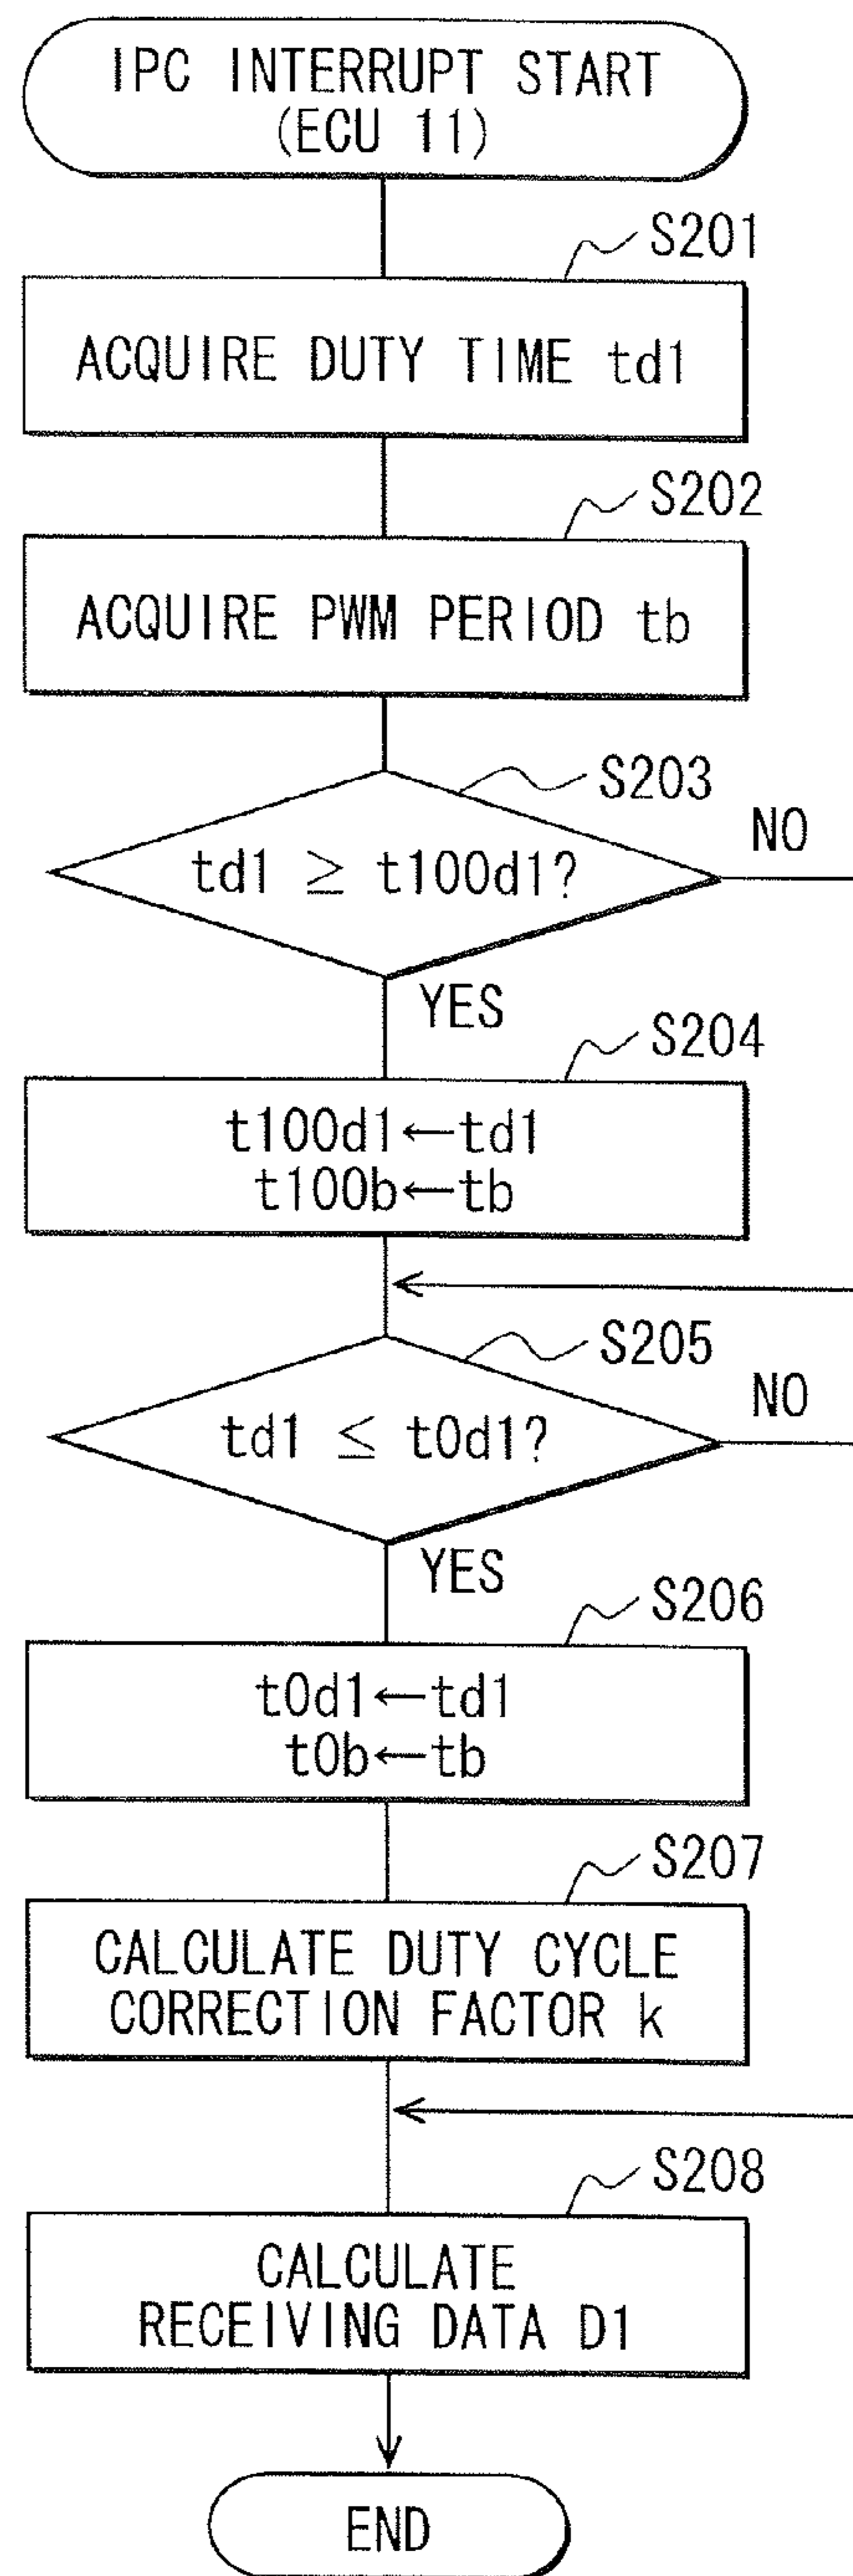 IPC INTERRUPT START
(ECU 11)
S201
ACQUIRE DUTY TIME td1
S202
ACQUIRE PWM PERIOD tb
S203
td1 ≥ t100d1?
NO
YES
S204
t100d1←td1
t100b←tb
S205
td1 ≤ t0d1?
NO
YES
S206
t0d1←td1
t0b←tb
S207
CALCULATE DUTY CYCLE
CORRECTION FACTOR k
S208
CALCULATE
RECEIVING DATA D1
END